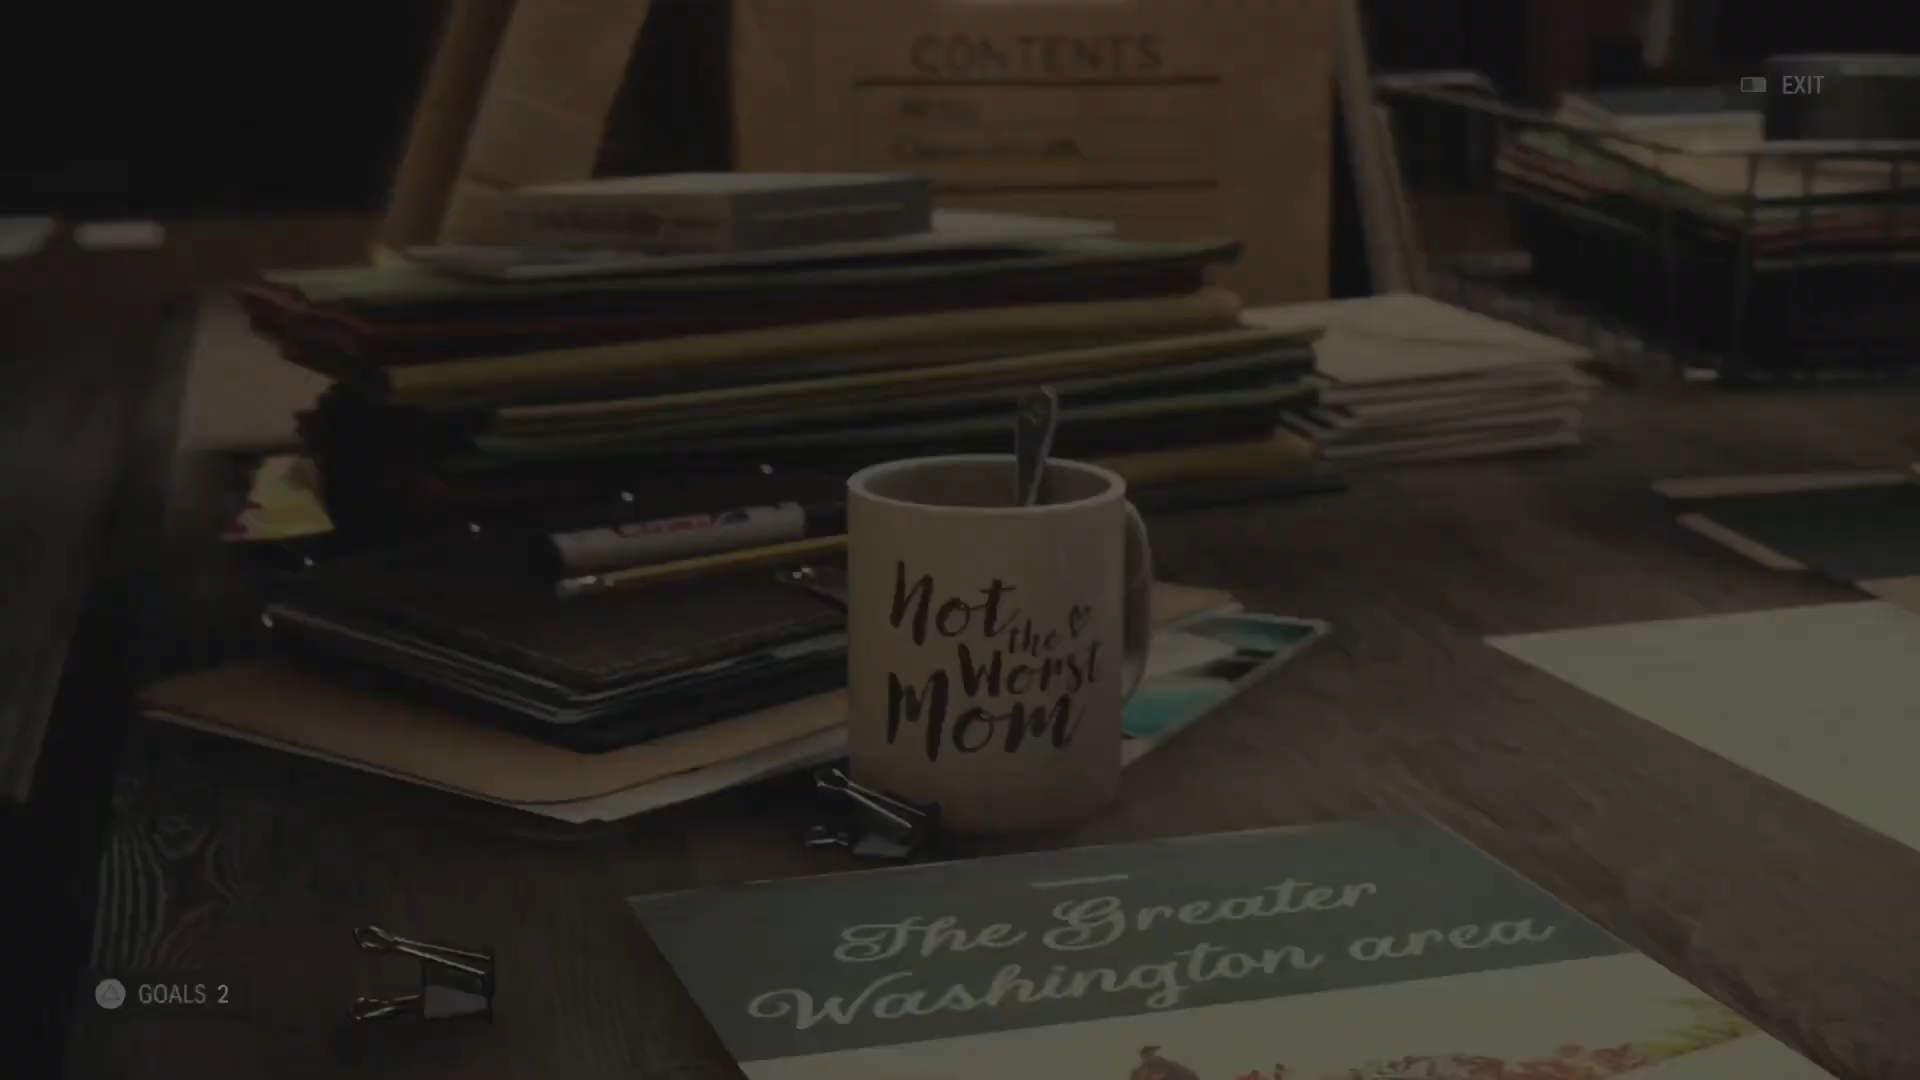 CONTENTS
EXIT
Not
the
Worst
Mom
The Greater
Washington area
GOALS 2